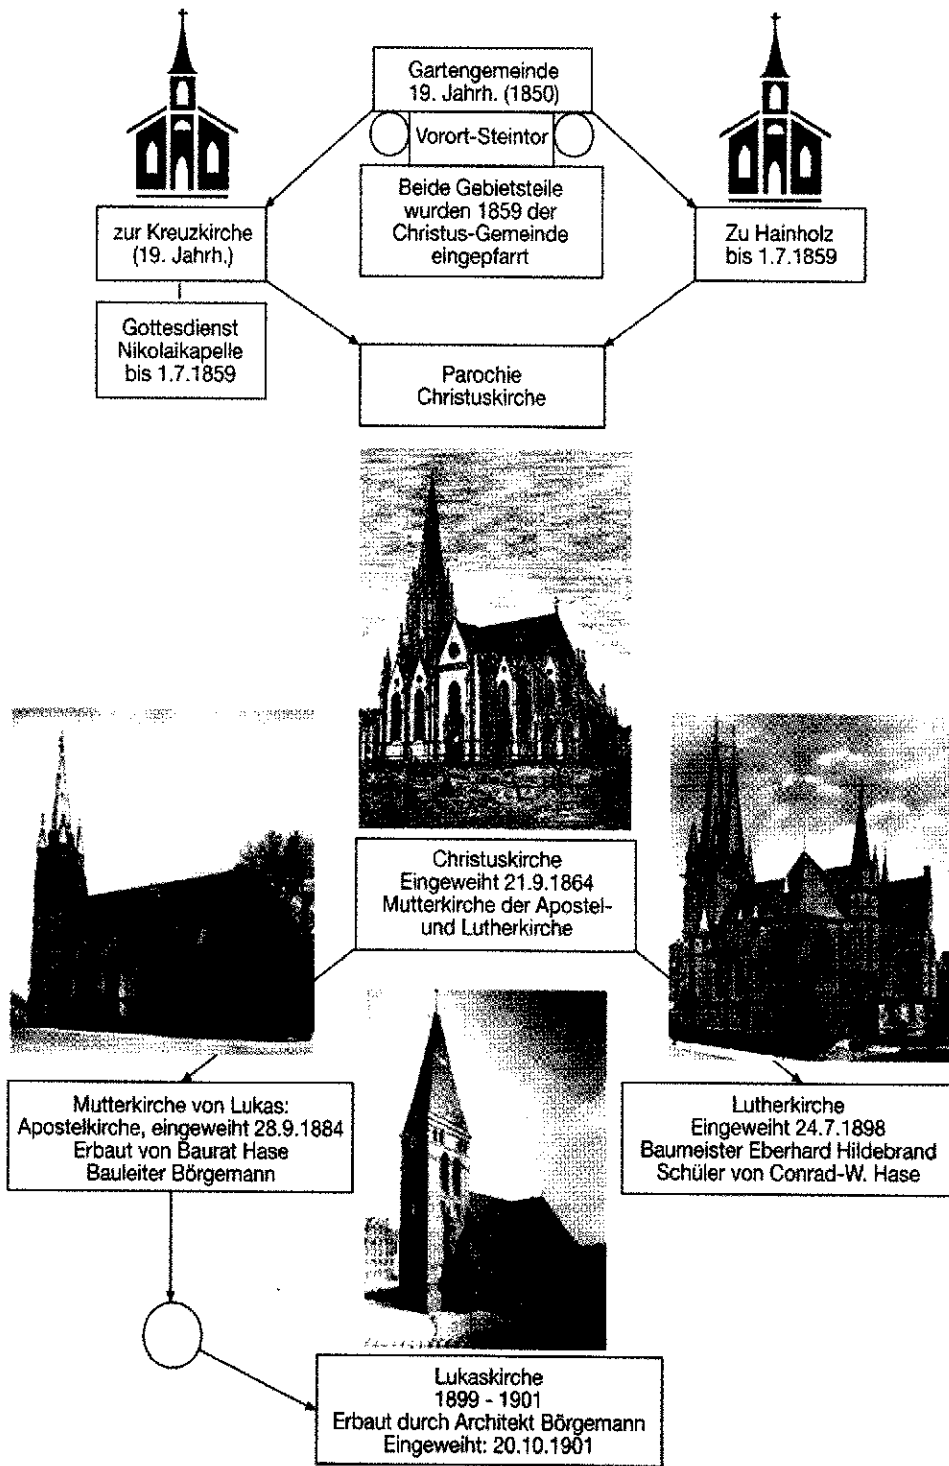 Gartengemeinde
19. Jahrh. (1850)
Vorort-Steintor
Beide Gebietsteile
wurden 1859 der
Christus-Gemeinde
eingepfarrt
zur Kreuzkirche
(19. Jahrh.)
Zu Hainholz
bis 1.7.1859
Gottesdienst
Nikolaikapelle
bis 1.7.1859
Parochie
Christuskirche
Christuskirche
Eingeweiht 21.9.1864
Mutterkirche der Apostel-
und Lutherkirche
Mutterkirche von Lukas:
Apostelkirche, eingeweiht 28.9.1884
Erbaut von Baurat Hase
Bauleiter Börgemann
Lutherkirche
Eingeweiht 24.7.1898
Baumeister Eberhard Hildebrand
Schüler von Conrad-W. Hase
Lukaskirche
1899 - 1901
Erbaut durch Architekt Börgemann
Eingeweiht: 20.10.1901